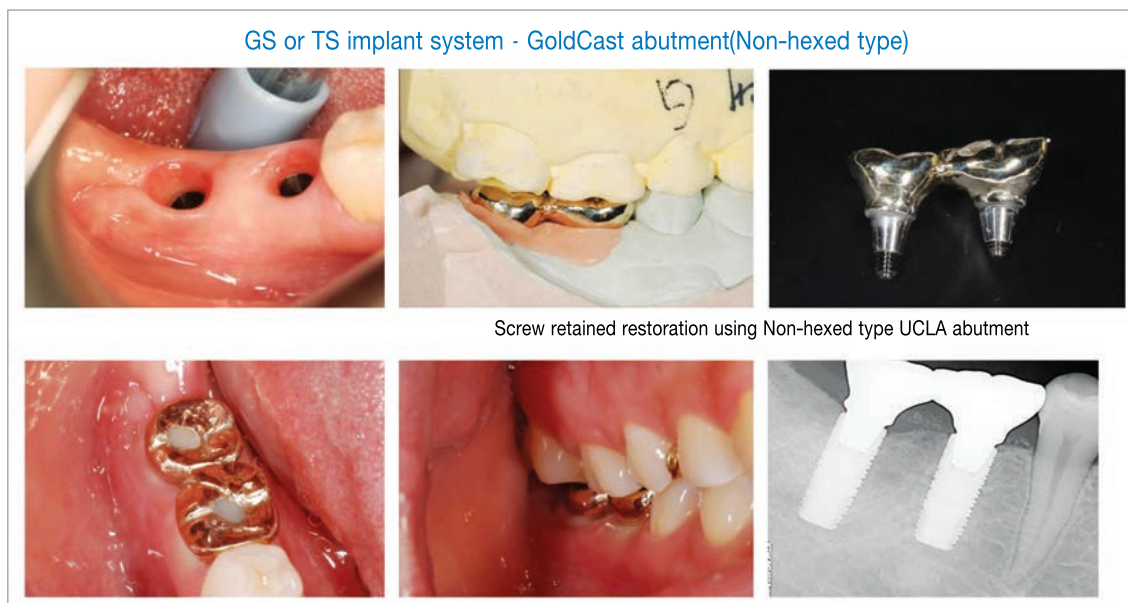 GS or TS implant system - GoldCast abutment(Non-hexed type)
Screw retained restoration using Non-hexed type UCLA abutment